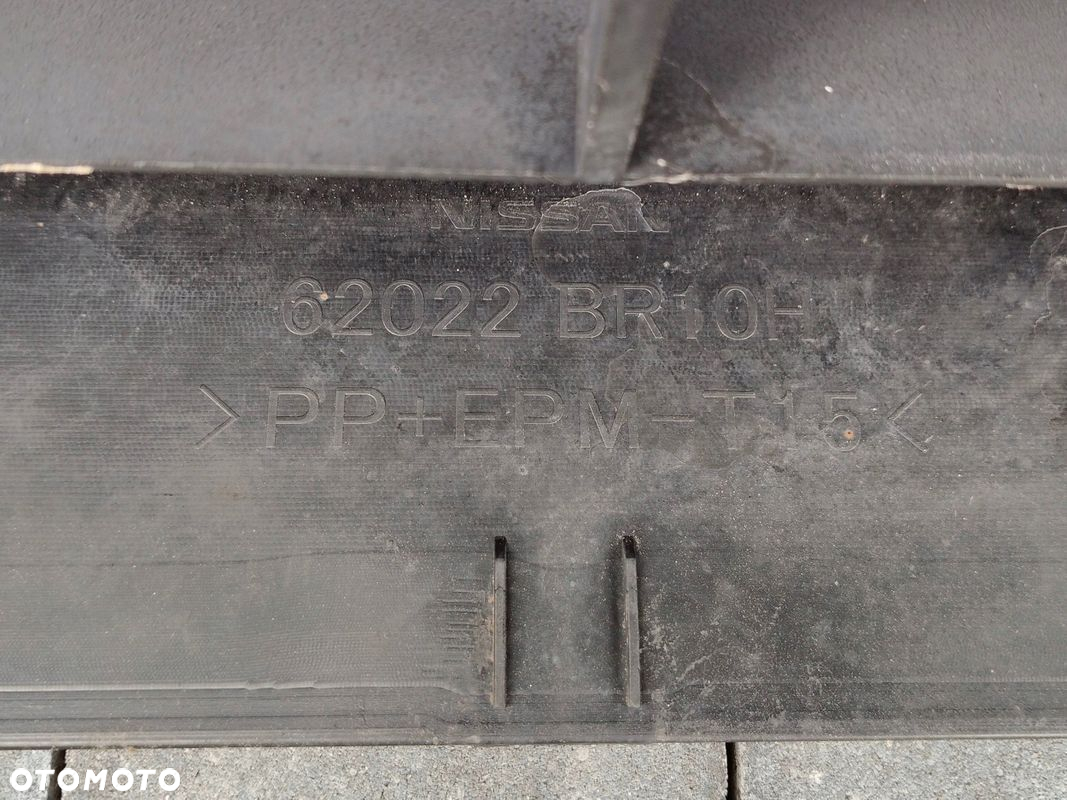 NISSAN
62022 BR10H
>PP+EPM-T15<
OTOMOTO